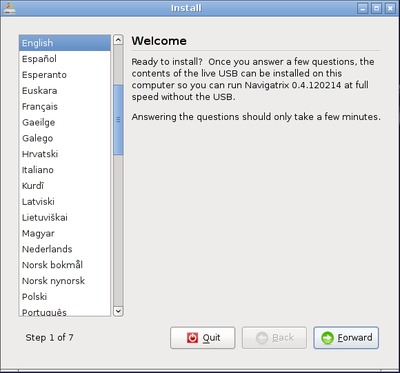 Install
English
Español
Esperanto
Euskara
Français
Gaeilge
Galego
Hrvatski
Italiano
Kurdî
Latviski
Lietuviškai
Magyar
Nederlands
Norsk bokmål
Norsk nynorsk
Polski
Português
Welcome
Ready to install? Once you answer a few questions, the
contents of the live USB can be installed on this
computer so you can run Navigatrix 0.4.120214 at full
speed without the USB.
Answering the questions should only take a few minutes.
Step 1 of 7
Quit
Back
Forward